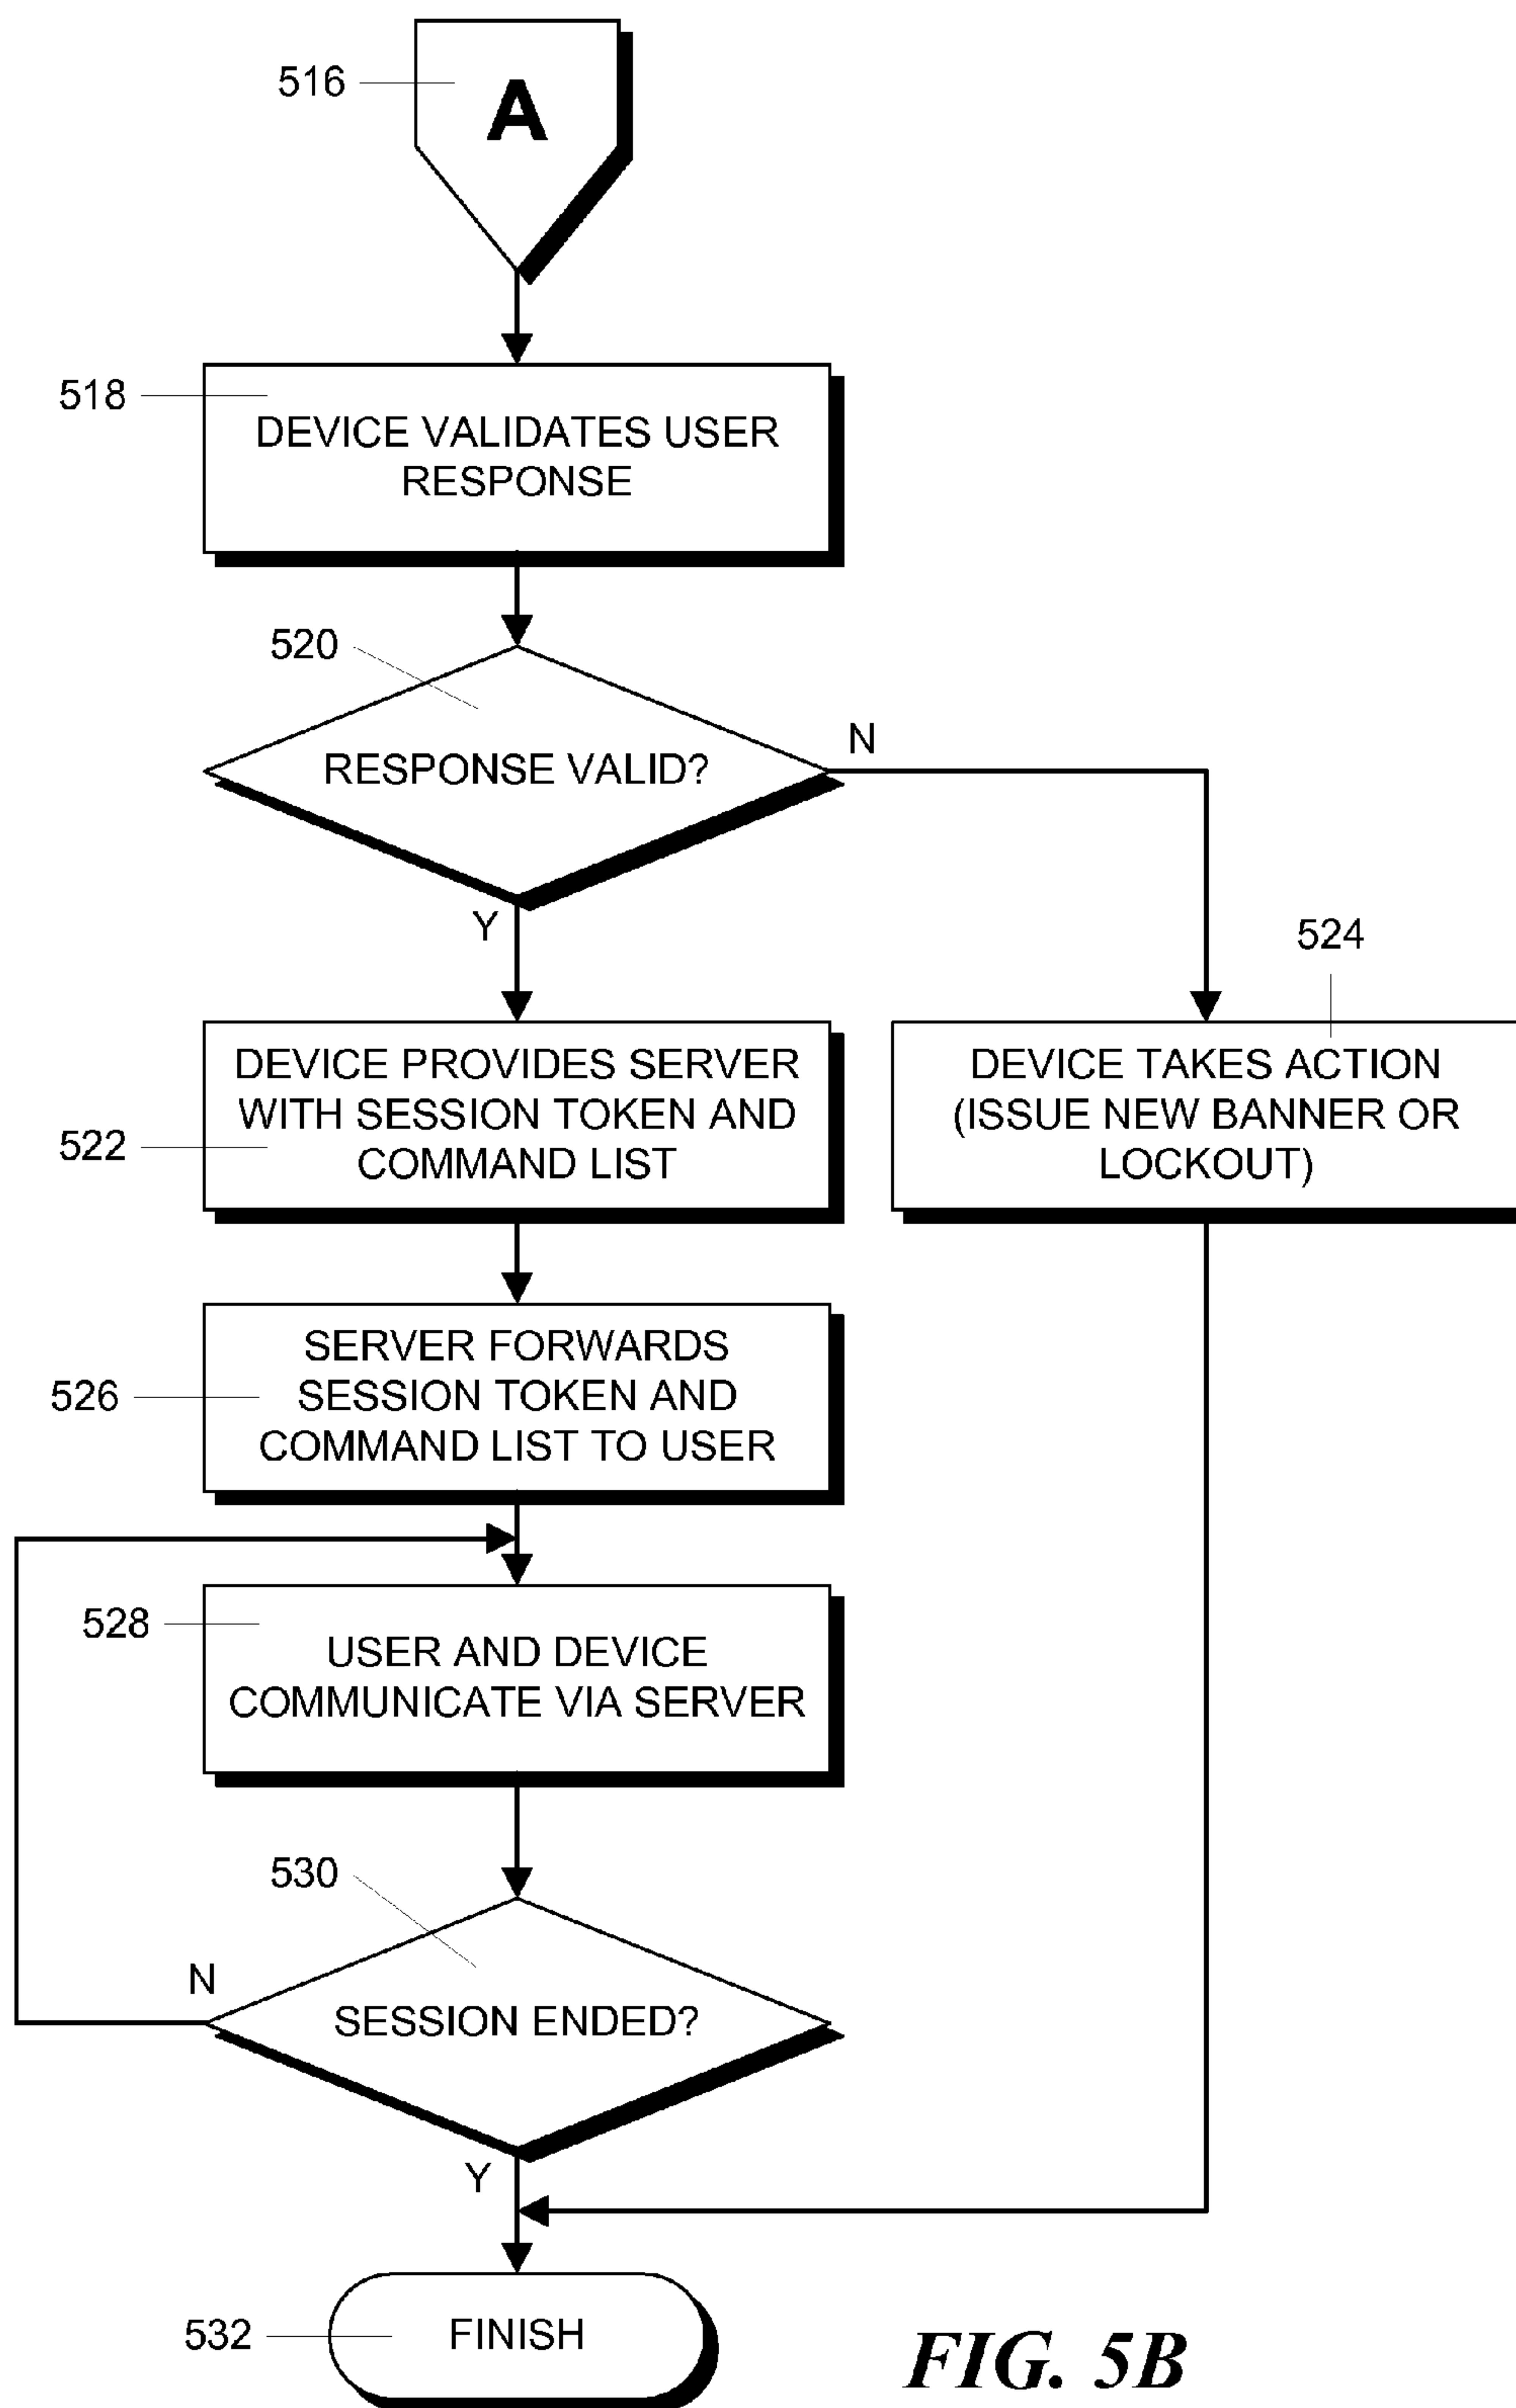 516
A
518
DEVICE VALIDATES USER
RESPONSE
520
RESPONSE VALID?
N
Y
522
DEVICE PROVIDES SERVER
WITH SESSION TOKEN AND
COMMAND LIST
524
DEVICE TAKES ACTION
(ISSUE NEW BANNER OR
LOCKOUT)
526
SERVER FORWARDS
SESSION TOKEN AND
COMMAND LIST TO USER
528
USER AND DEVICE
COMMUNICATE VIA SERVER
530
N
SESSION ENDED?
Y
532
FINISH
FIG. 5B